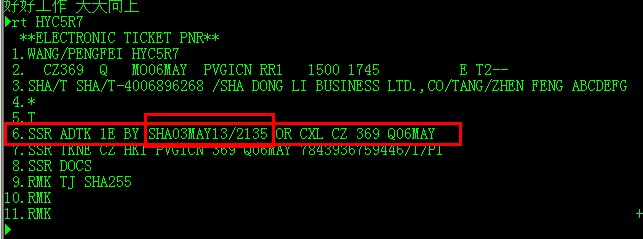 好好工作 天天向上
▶rt HYC5R7
**ELECTRONIC TICKET PNR**
1.WANG/PENGFEI HYC5R7
2. CZ369 Q MO06MAY PVGICN RR1 1500 1745 E T2--
3.SHA/T SHA/T-4006896268 /SHA DONG LI BUSINESS LTD.,CO/TANG/ZHEN FENG ABCDEFG
4.*
5.T
6.SSR ADTK 1E BY SHA03MAY13/2135 OR CXL CZ 369 Q06MAY
7.SSR TKNE CZ HK1 PVGICN 369 Q06MAY 7843936759446/1/P1
8.SSR DOCS
9.RMK TJ SHA255
10.RMK
11.RMK +
▶